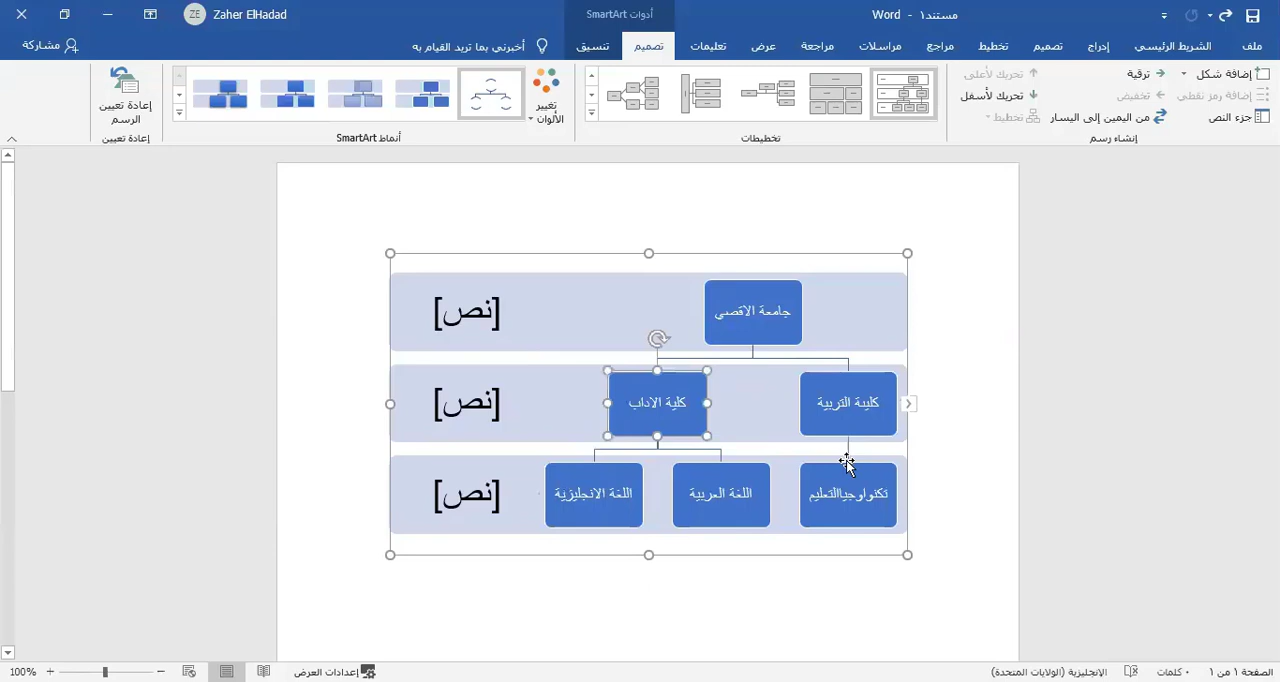 Zaher ElHadad ZE
أدوات SmartArt
مستند١ - Word
ملف الشريط الرئيسي إدراج تصميم تخطيط مراجع مراسلات مراجعة عرض تعليمات تصميم تنسيق أخبرني بما تريد القيام به مشاركة
إضافة شكل ترقية تحريك لأعلى
إضافة رمز نقطي تخفيض تحريك لأسفل
جزء النص من اليمين إلى اليسار تخطيط
إنشاء رسم
تخطيطات
تغيير الألوان
أنماط SmartArt
إعادة تعيين الرسم
إعادة تعيين
جامعة الاقصى
[نص]
كليىة التربية
كلية الاداب
[نص]
تكنولوجيااالتعليم
اللغة العربية
اللغة الانجليزية
[نص]
الصفحة ١ من ١
٠ كلمات
الإنجليزية (الولايات المتحدة)
إعدادات العرض
100%